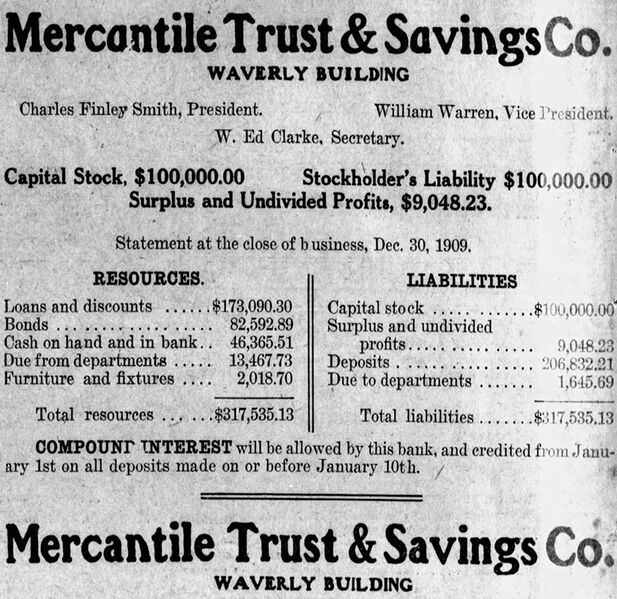 Mercantile Trust & Savings Co.
WAVERLY BUILDING
Charles Finley Smith, President. William Warren, Vice President.
W. Ed Clarke, Secretary.
Capital Stock, $100,000.00 Stockholder's Liability $100,000.00
Surplus and Undivided Profits, $9,048.23.
Statement at the close of business, Dec. 30, 1909.
RESOURCES.
Loans and discounts ......$173,090.30
Bonds ................ 82,592.89
Cash on hand and in bank.. 46,365.51
Due from departments ..... 13,467.73
Furniture and fixtures .... 2,018.70
Total resources ......$317,535.13
LIABILITIES
Capital stock ...........$100,000.00
Surplus and undivided
profits............. 9,048.23
Deposits .............. 206,832.21
Due to departments ....... 1,645.69
Total liabilities .......$317,535.13
COMPOUNT INTEREST will be allowed by this bank, and credited from Janu-
ary 1st on all deposits made on or before January 10th.
Mercantile Trust & Savings Co.
WAVERLY BUILDING